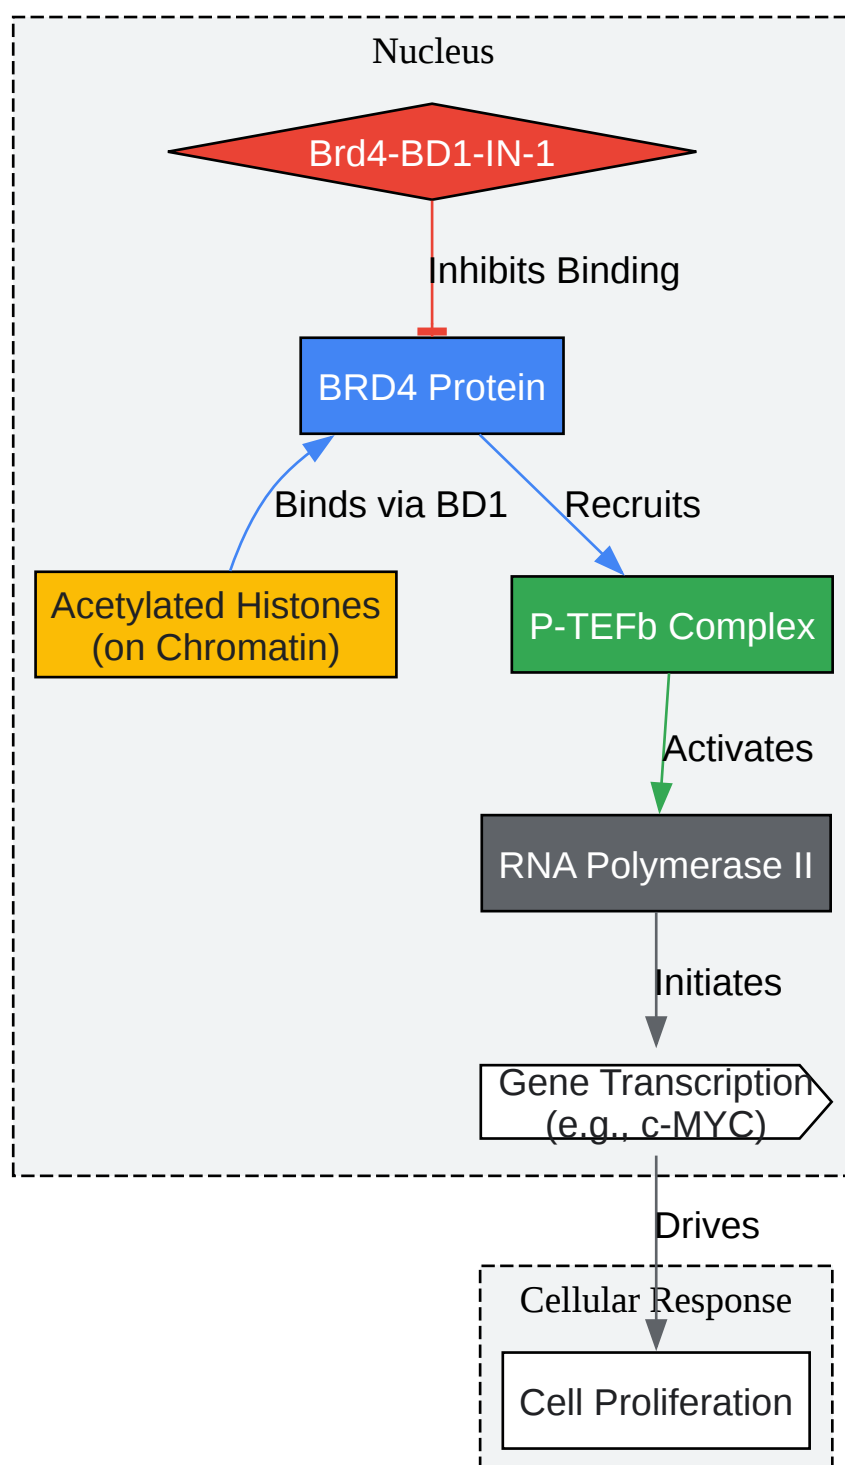 Nucleus
Brd4-BD1-IN-1
Inhibits Binding
BRD4 Protein
Binds via BD1
Recruits
Acetylated Histones
(on Chromatin)
P-TEFb Complex
Activates
RNA Polymerase II
Initiates
Gene Transcription
(e.g., c-MYC)
Drives
Cellular Response
Cell Proliferation